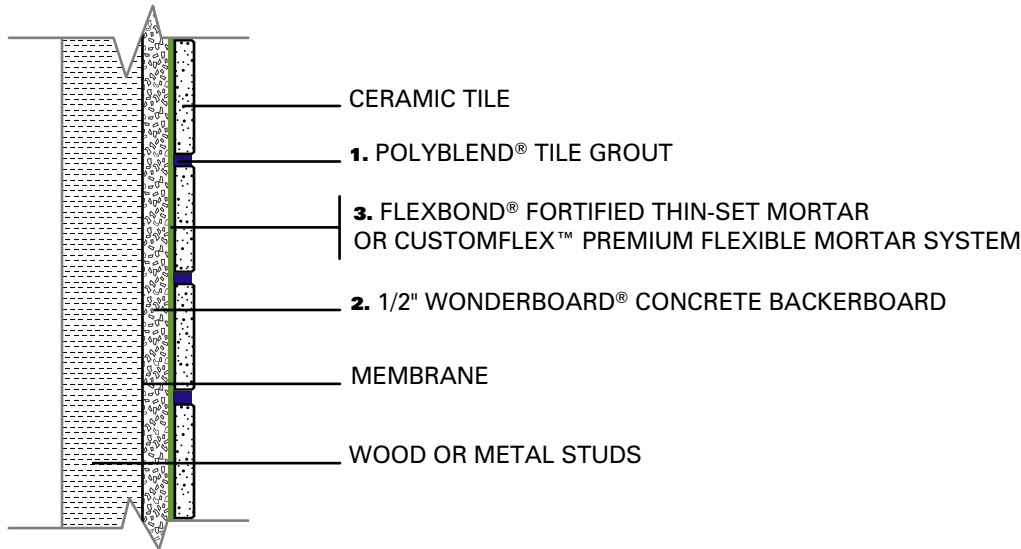 CERAMIC TILE
1. POLYBLEND® TILE GROUT
3. FLEXBOND® FORTIFIED THIN-SET MORTAR
OR CUSTOMFLEX™ PREMIUM FLEXIBLE MORTAR SYSTEM
2. 1/2" WONDERBOARD® CONCRETE BACKERBOARD
MEMBRANE
WOOD OR METAL STUDS